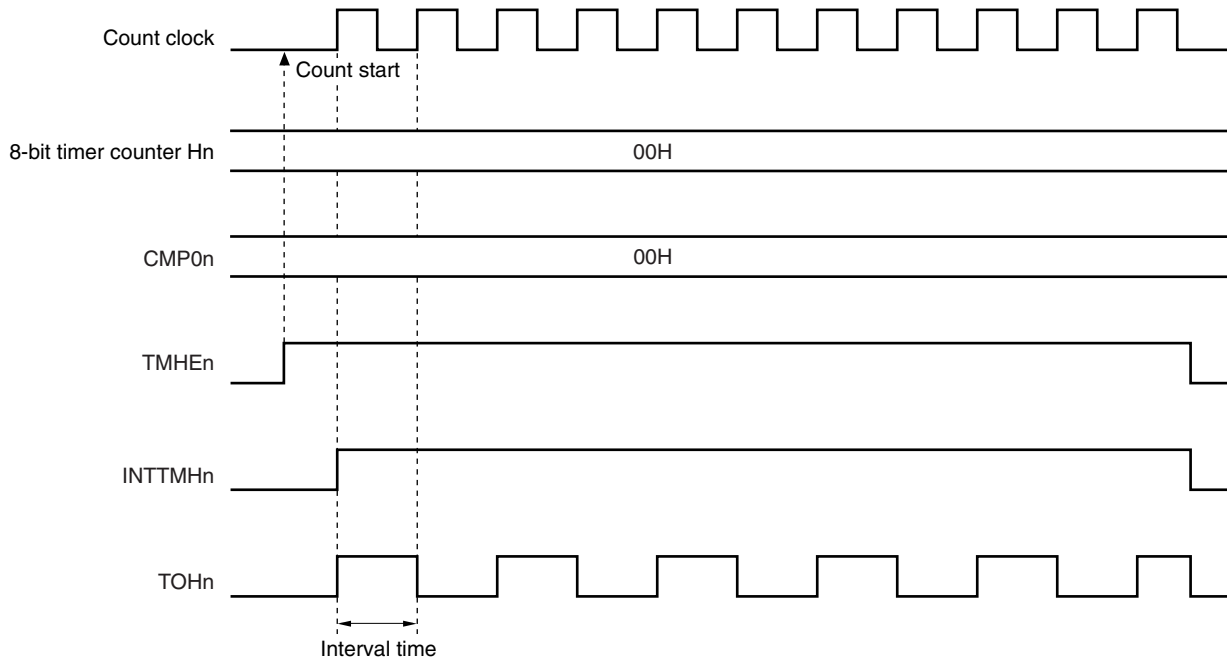 Count clock
Count start
8-bit timer counter Hn
00H
CMP0n
00H
TMHEn
INTTMHn
TOHn
Interval time